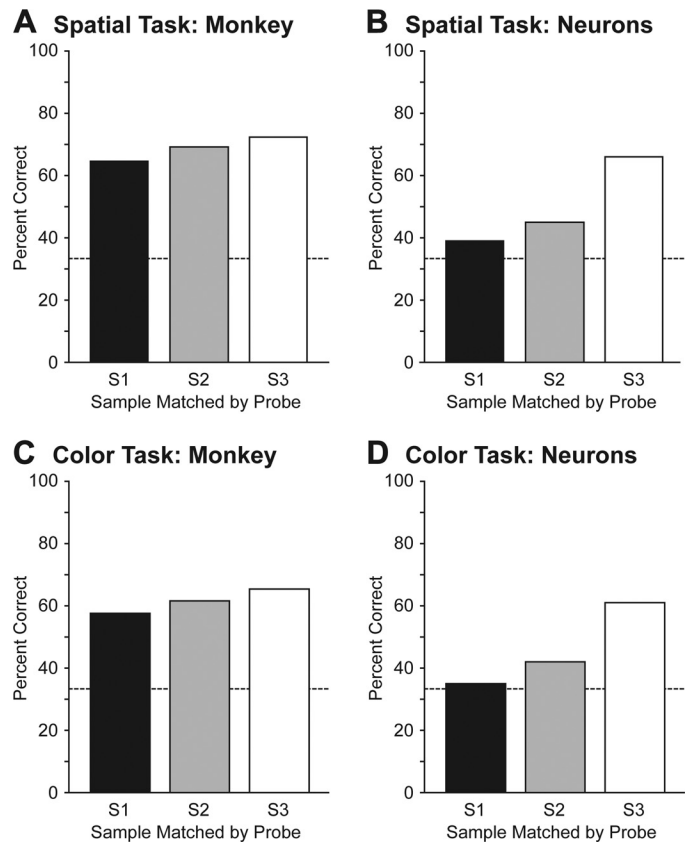 A Spatial Task: Monkey
100
80
60
40
20
0
Percent Correct
S1 S2 S3
Sample Matched by Probe
B Spatial Task: Neurons
100
80
60
40
20
0
Percent Correct
S1 S2 S3
Sample Matched by Probe
C Color Task: Monkey
100
80
60
40
20
0
Percent Correct
S1 S2 S3
Sample Matched by Probe
D Color Task: Neurons
100
80
60
40
20
0
Percent Correct
S1 S2 S3
Sample Matched by Probe